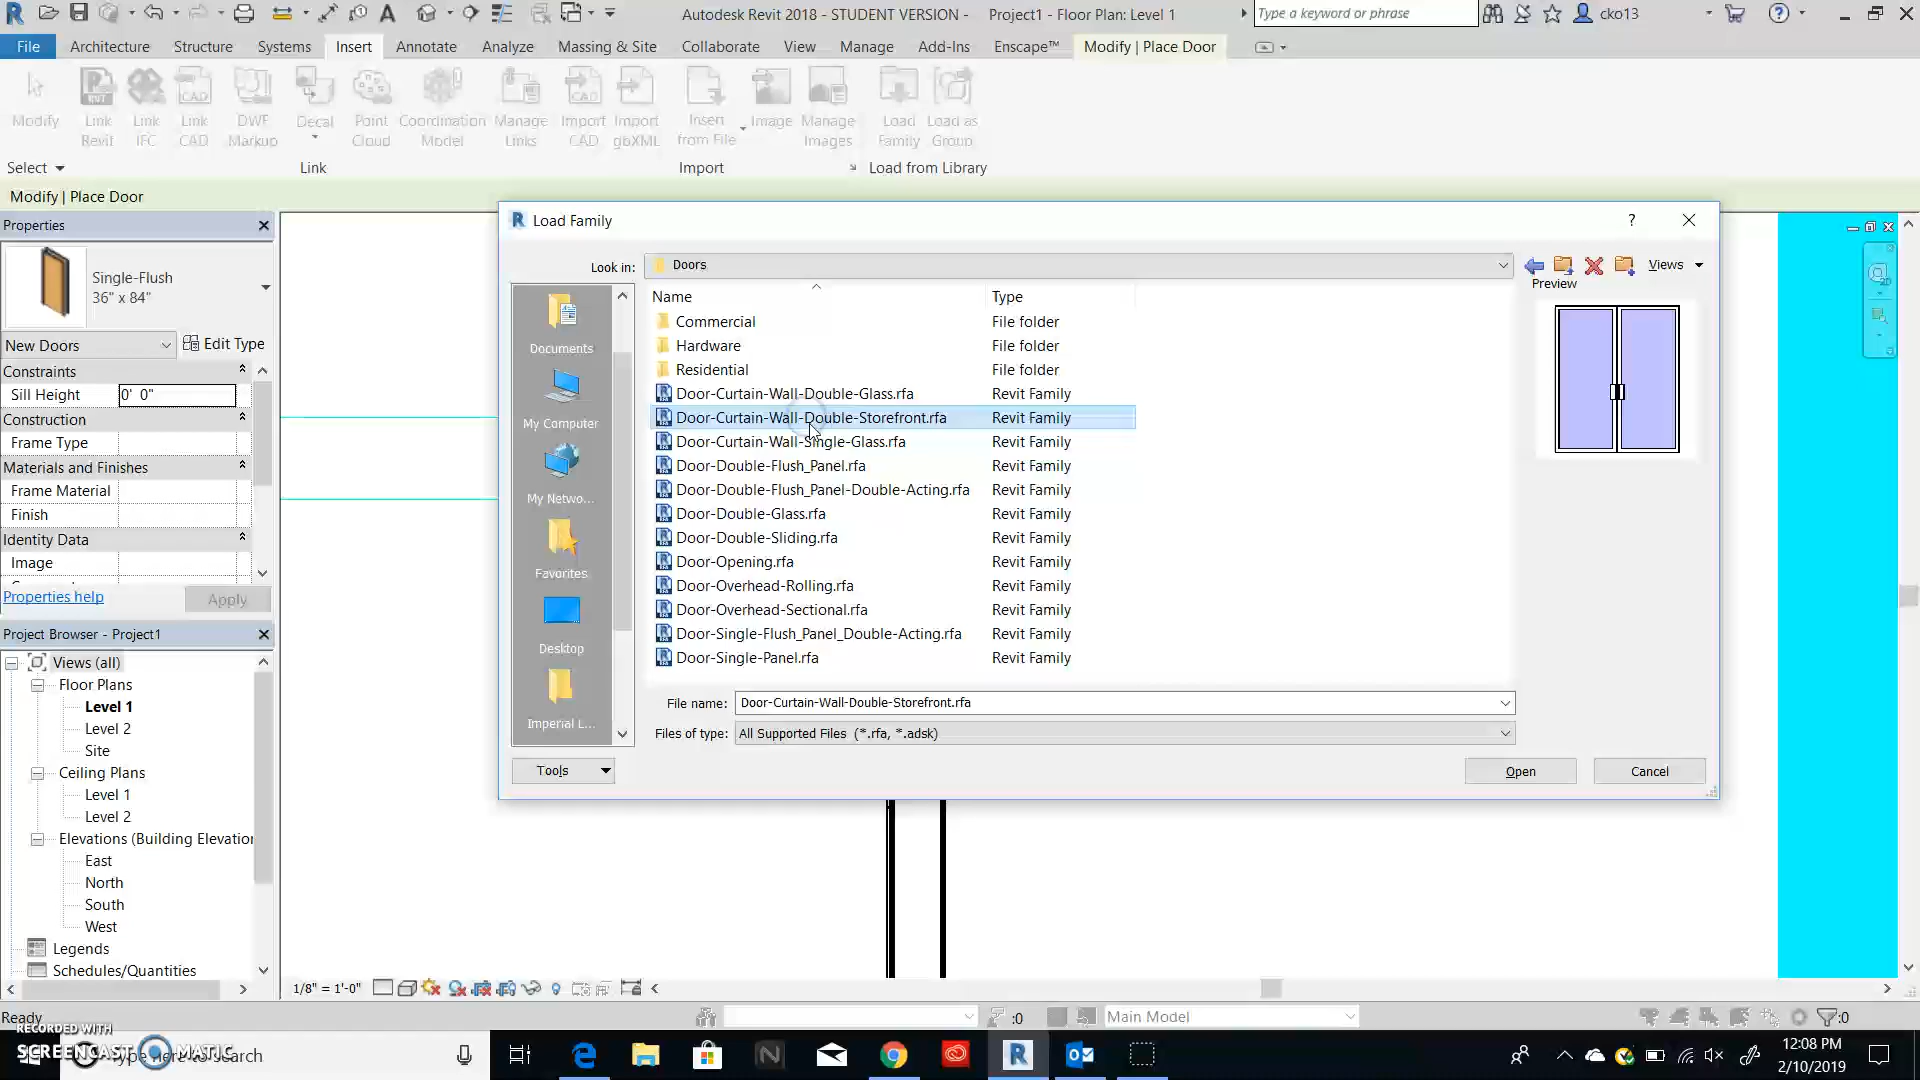 Autodesk Revit 2018 - STUDENT VERSION -    Project1 - Floor Plan: Level 1
Type a keyword or phrase
cko13
File Architecture Structure Systems Insert Annotate Analyze Massing & Site Collaborate View Manage Add-Ins Enscape™ Modify | Place Door
Modify
Link Revit
Link IFC
Link CAD
DWF Markup
Decal
Point Cloud
Coordination Model
Manage Links
Import CAD
Import gbXML
Insert from File
Image
Manage Images
Load Family
Load as Group
Select
Link
Import
Load from Library
Modify | Place Door
Properties
Single-Flush
36" x 84"
New Doors
Edit Type
Constraints
Sill Height 0' 0"
Construction
Frame Type
Materials and Finishes
Frame Material
Finish
Identity Data
Image
Properties help
Apply
Project Browser - Project1
Views (all)
Floor Plans
Level 1
Level 2
Site
Ceiling Plans
Level 1
Level 2
Elevations (Building Elevation
East
North
South
West
Legends
Schedules/Quantities
Load Family
?
Look in: Doors
Views
Preview
Documents
My Computer
My Netwo...
Favorites
Desktop
Imperial L...
Name Type
Commercial File folder
Hardware File folder
Residential File folder
Door-Curtain-Wall-Double-Glass.rfa Revit Family
Door-Curtain-Wall-Double-Storefront.rfa Revit Family
Door-Curtain-Wall-Single-Glass.rfa Revit Family
Door-Double-Flush_Panel.rfa Revit Family
Door-Double-Flush_Panel-Double-Acting.rfa Revit Family
Door-Double-Glass.rfa Revit Family
Door-Double-Sliding.rfa Revit Family
Door-Opening.rfa Revit Family
Door-Overhead-Rolling.rfa Revit Family
Door-Overhead-Sectional.rfa Revit Family
Door-Single-Flush_Panel_Double-Acting.rfa Revit Family
Door-Single-Panel.rfa Revit Family
File name: Door-Curtain-Wall-Double-Storefront.rfa
Files of type: All Supported Files (*.rfa, *.adsk)
Tools
Open
Cancel
1/8" = 1'-0"
Ready
:0
Main Model
:0
RECORDED WITH
SCREENCAST MATIC
Type here to search
12:08 PM
2/10/2019